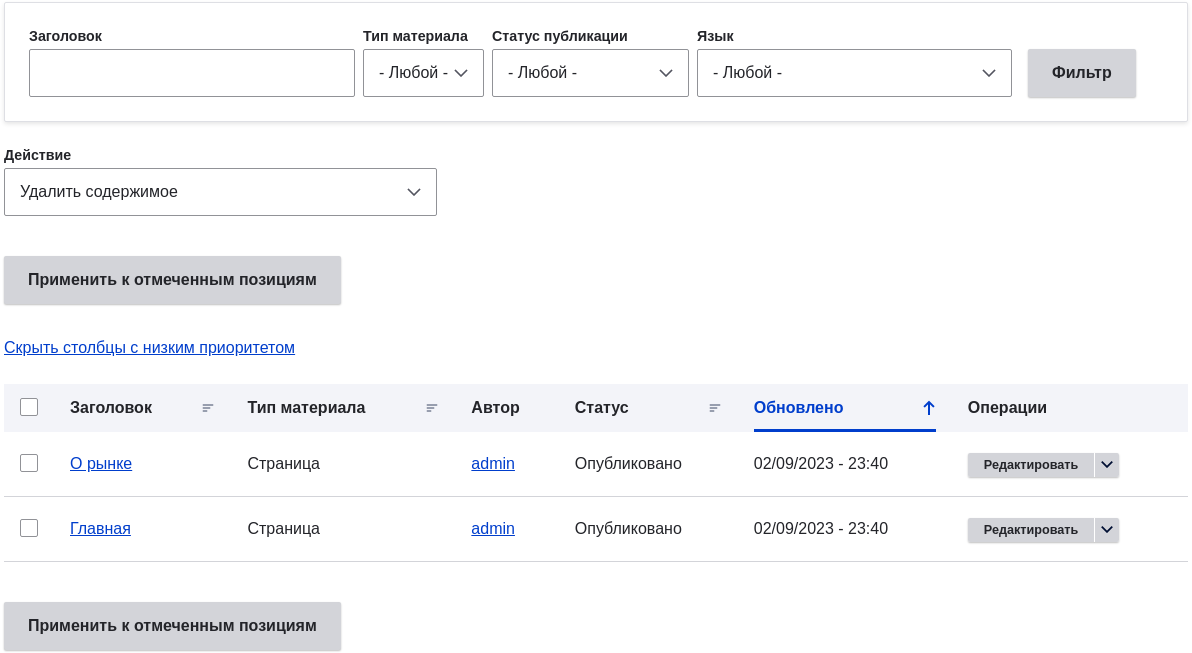 Заголовок Тип материала Статус публикации Язык
- Любой - - Любой - - Любой - Фильтр
Действие
Удалить содержимое
Применить к отмеченным позициям
Скрыть столбцы с низким приоритетом
Заголовок Тип материала Автор Статус Обновлено Операции
О рынке Страница admin Опубликовано 02/09/2023 - 23:40 Редактировать
Главная Страница admin Опубликовано 02/09/2023 - 23:40 Редактировать
Применить к отмеченным позициям